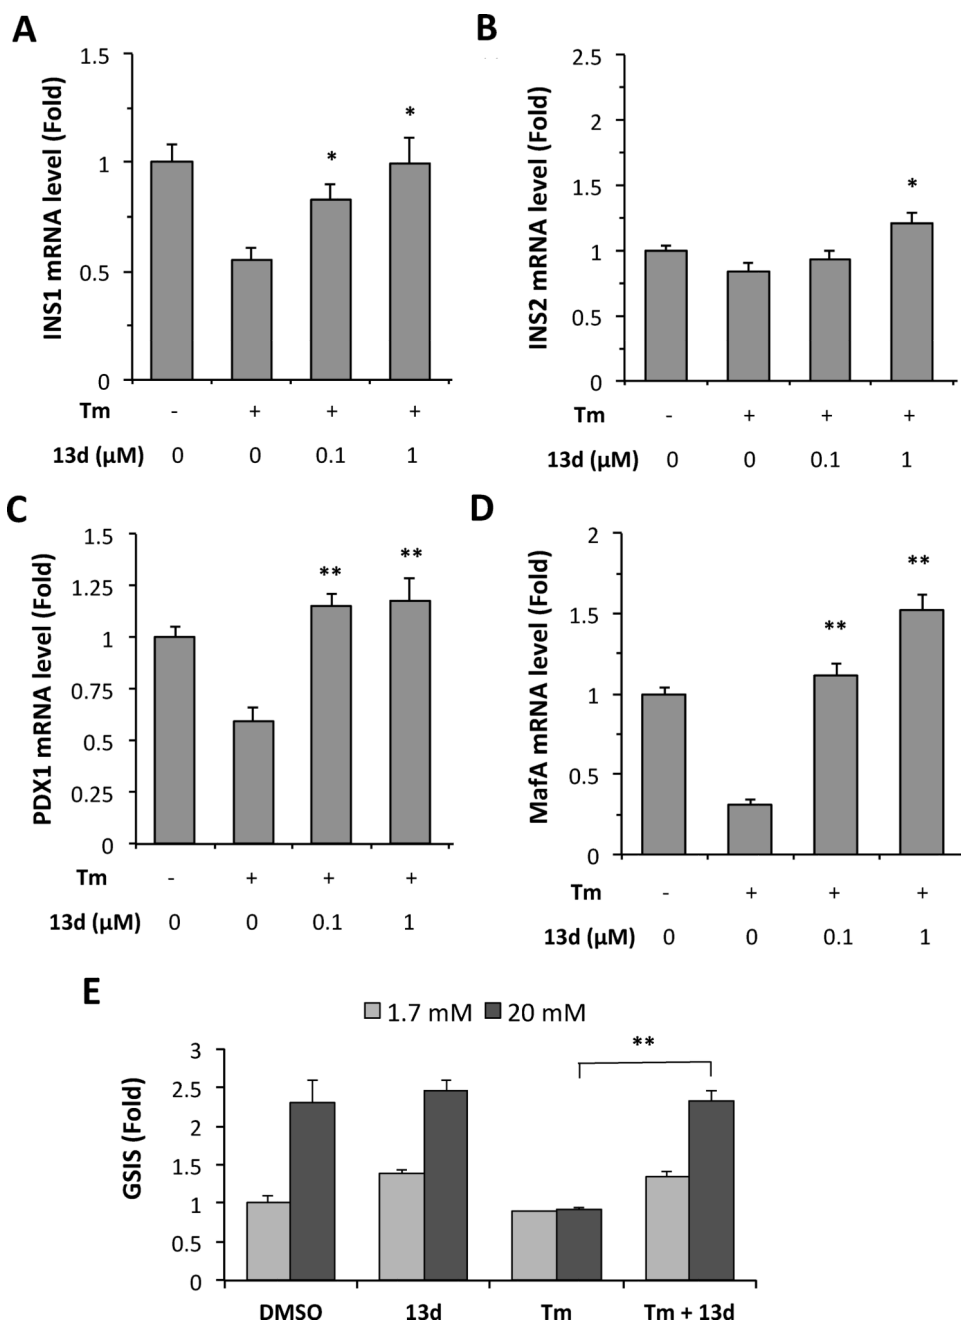 A
INS1 mRNA level (Fold)
1.5
1
0.5
0
* *
Tm - + + +
13d (µM) 0 0 0.1 1
B
INS2 mRNA level (Fold)
2.5
2
1.5
1
0.5
0
*
Tm - + + +
13d (µM) 0 0 0.1 1
C
PDX1 mRNA level (Fold)
1.5
1.25
1
0.75
0.5
0.25
0
** **
Tm - + + +
13d (µM) 0 0 0.1 1
D
MafA mRNA level (Fold)
2
1.5
1
0.5
0
** **
Tm - + + +
13d (µM) 0 0 0.1 1
E
1.7 mM 20 mM
GSIS (Fold)
3
2.5
2
1.5
1
0.5
0
**
DMSO 13d Tm Tm + 13d